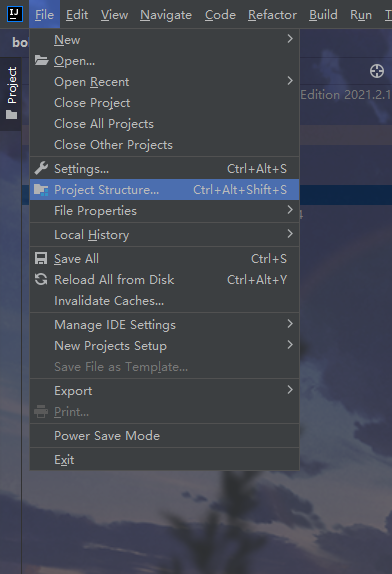 File Edit View Navigate Code Refactor Build Run
New
Open...
Open Recent
Close Project
Close All Projects
Close Other Projects
Settings... Ctrl+Alt+S
Project Structure... Ctrl+Alt+Shift+S
File Properties
Local History
Save All Ctrl+S
Reload All from Disk Ctrl+Alt+Y
Invalidate Caches...
Manage IDE Settings
New Projects Setup
Save File as Template...
Export
Print...
Power Save Mode
Exit
bo
Project
Edition 2021.2.1